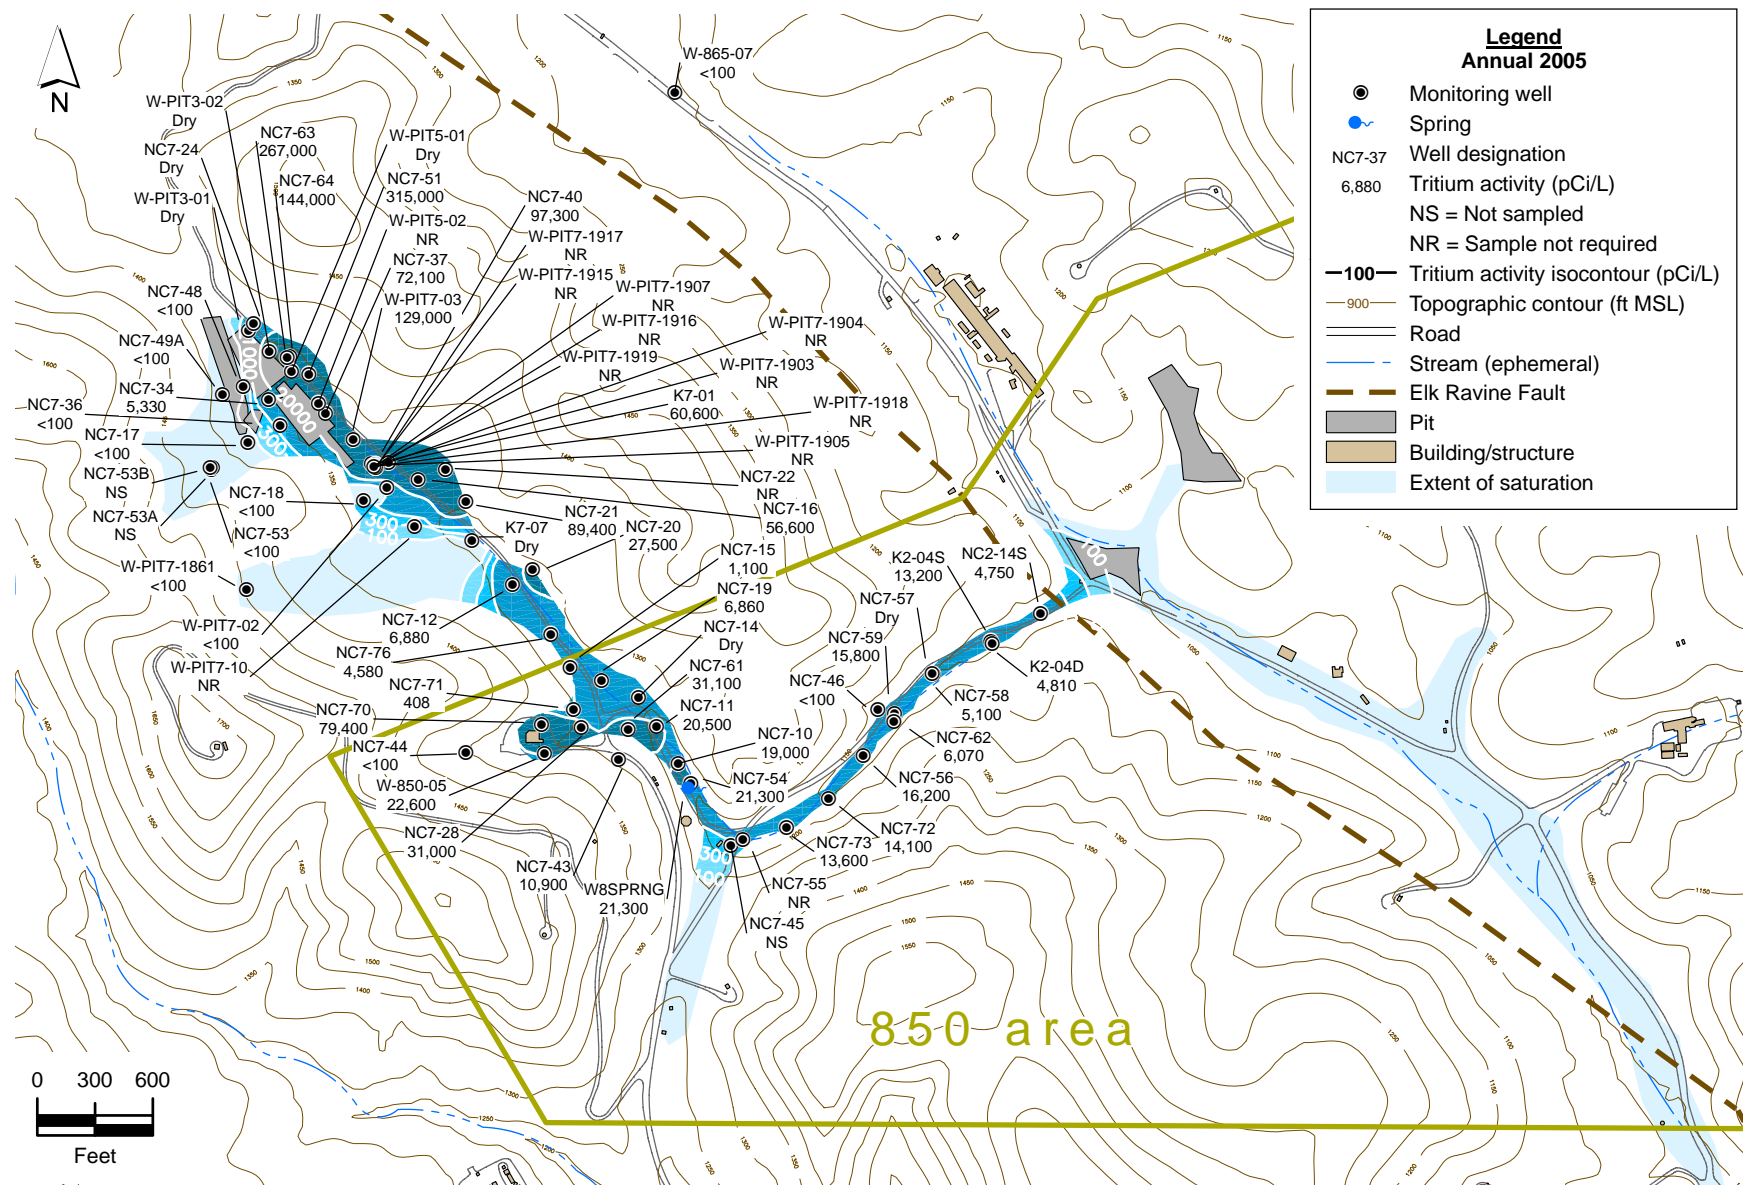 Legend
Annual 2005
Monitoring well
Spring
NC7-37
Well designation
6,880
Tritium activity (pCi/L)
NS = Not sampled
NR = Sample not required
100
Tritium activity isocontour (pCi/L)
900
Topographic contour (ft MSL)
Road
Stream (ephemeral)
Elk Ravine Fault
Pit
Building/structure
Extent of saturation
N
W-865-07
<100
W-PIT3-02
Dry
NC7-63
267,000
W-PIT5-01
Dry
NC7-24
Dry
NC7-64
144,000
NC7-51
315,000
W-PIT3-01
Dry
NC7-40
97,300
W-PIT5-02
NR
W-PIT7-1917
NR
NC7-37
72,100
W-PIT7-1915
NR
W-PIT7-1907
NR
NC7-48
<100
W-PIT7-03
129,000
W-PIT7-1916
NR
W-PIT7-1904
NR
NC7-49A
<100
W-PIT7-1919
NR
W-PIT7-1903
NR
NC7-34
5,330
K7-01
60,600
W-PIT7-1918
NR
NC7-36
<100
NC7-17
<100
W-PIT7-1905
NR
NC7-53B
NS
NC7-22
NR
NC7-18
<100
NC7-21
89,400
NC7-16
56,600
NC7-53A
NS
NC7-53
<100
K7-07
Dry
NC7-20
27,500
NC7-15
1,100
K2-04S
13,200
NC2-14S
4,750
W-PIT7-1861
<100
NC7-19
6,860
NC7-57
Dry
W-PIT7-02
<100
NC7-12
6,880
NC7-14
Dry
NC7-59
15,800
NC7-76
4,580
W-PIT7-10
NR
NC7-61
31,100
K2-04D
4,810
NC7-71
408
NC7-46
<100
NC7-58
5,100
NC7-70
79,400
NC7-11
20,500
NC7-10
19,000
NC7-62
6,070
NC7-44
<100
W-850-05
22,600
NC7-54
21,300
NC7-56
16,200
NC7-28
31,000
NC7-72
14,100
NC7-73
13,600
NC7-43
10,900
W8SPRNG
21,300
NC7-55
NR
NC7-45
NS
20000
300
300
100
300
100
100
850 area
0 300 600
Feet